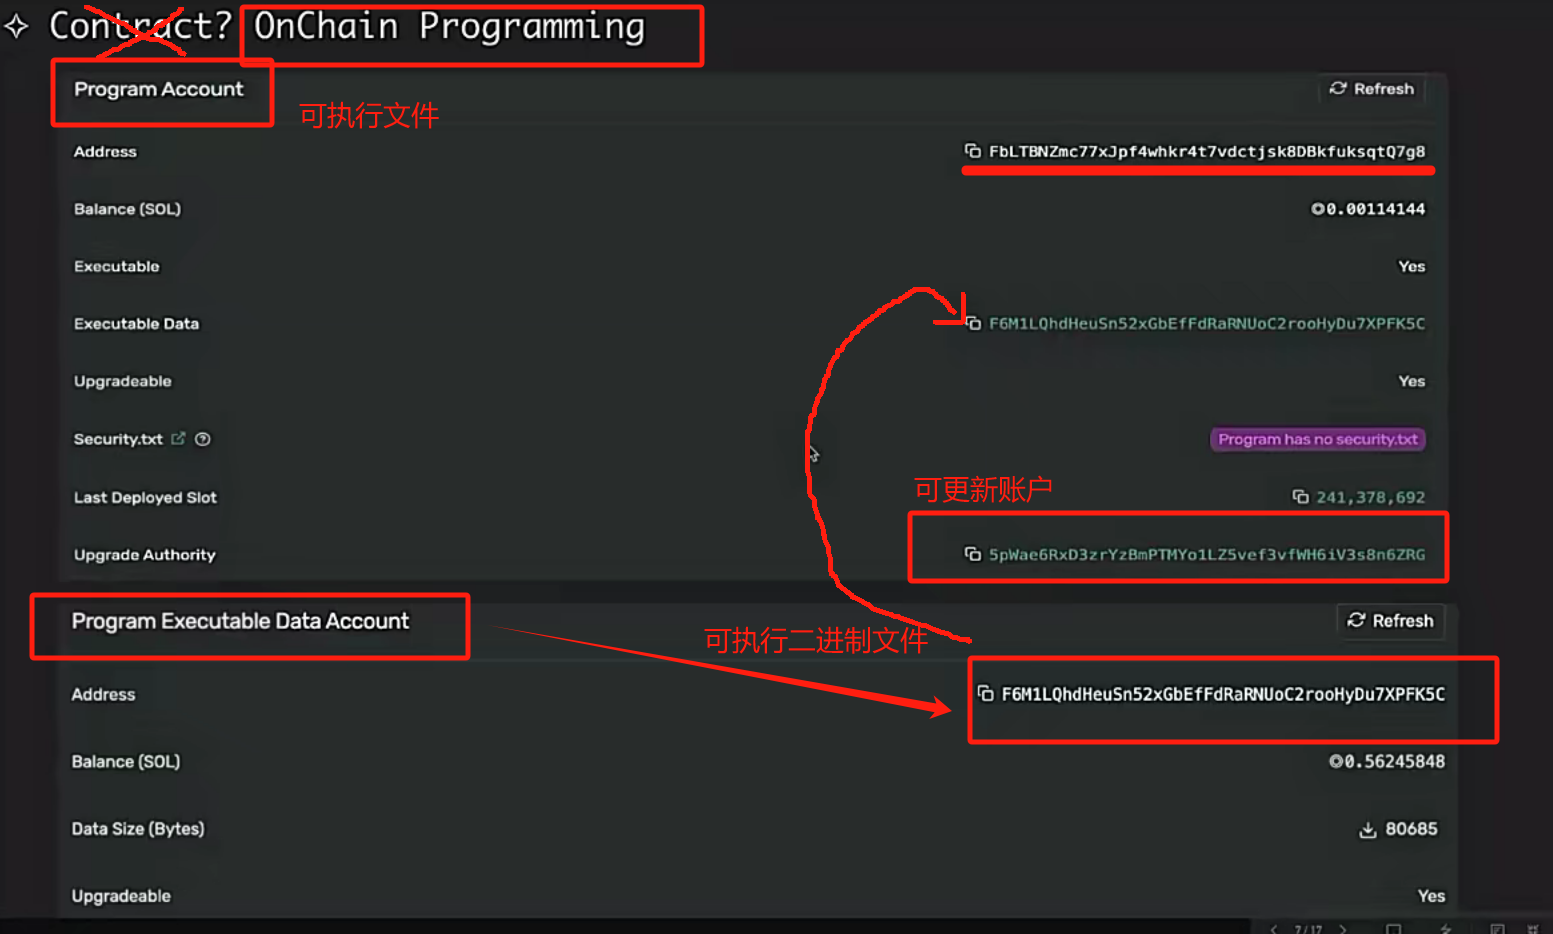 Contract? OnChain Programming
Program Account
Refresh
可执行文件
Address
FbLTBNZmc77xJpf4whkr4t7vdctjsk8DBkfuksqtQ7g8
Balance (SOL)
0.00114144
Executable
Yes
Executable Data
F6M1LQhdHeuSn52xGbEfFdRaRNUoC2rooHyDu7XPFK5C
Upgradeable
Yes
Security.txt
Program has no security.txt
可更新账户
Last Deployed Slot
241,378,692
Upgrade Authority
5pWae6RxD3zrYzBmPTMYo1LZ5vef3vfWH6iV3s8n6ZRG
Program Executable Data Account
Refresh
可执行二进制文件
Address
F6M1LQhdHeuSn52xGbEfFdRaRNUoC2rooHyDu7XPFK5C
Balance (SOL)
0.56245848
Data Size (Bytes)
80685
Upgradeable
Yes
7/17